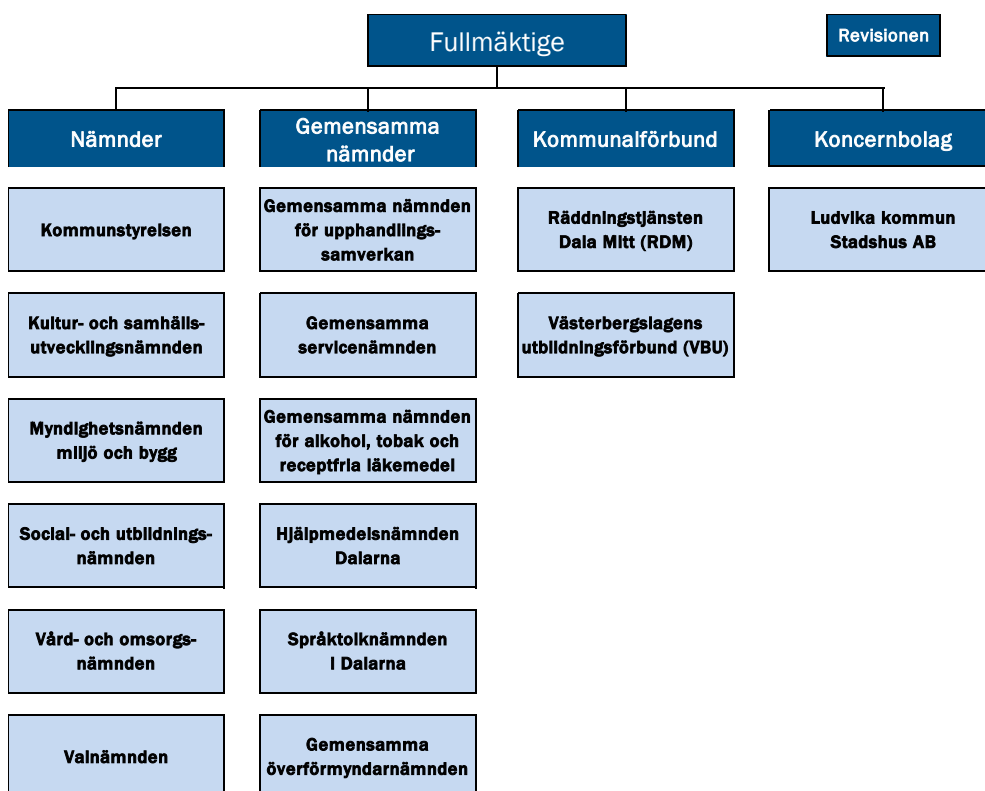 Fullmäktige
Revisionen
Nämnder
Gemensamma
nämnder
Kommunalförbund
Koncernbolag
Kommunstyrelsen
Kultur- och samhälls-
utvecklingsnämnden
Myndighetsnämnden
miljö och bygg
Social- och utbildnings-
nämnden
Vård- och omsorgs-
nämnden
Valnämnden
Gemensamma nämnden
för upphandlings-
samverkan
Gemensamma
servicenämnden
Gemensamma nämnden
för alkohol, tobak och
receptfria läkemedel
Hjälpmedelsnämnden
Dalarna
Språktolknämnden
i Dalarna
Gemensamma
överförmyndarnämnden
Räddningstjänsten
Dala Mitt (RDM)
Västerbergslagens
utbildningsförbund (VBU)
Ludvika kommun
Stadshus AB